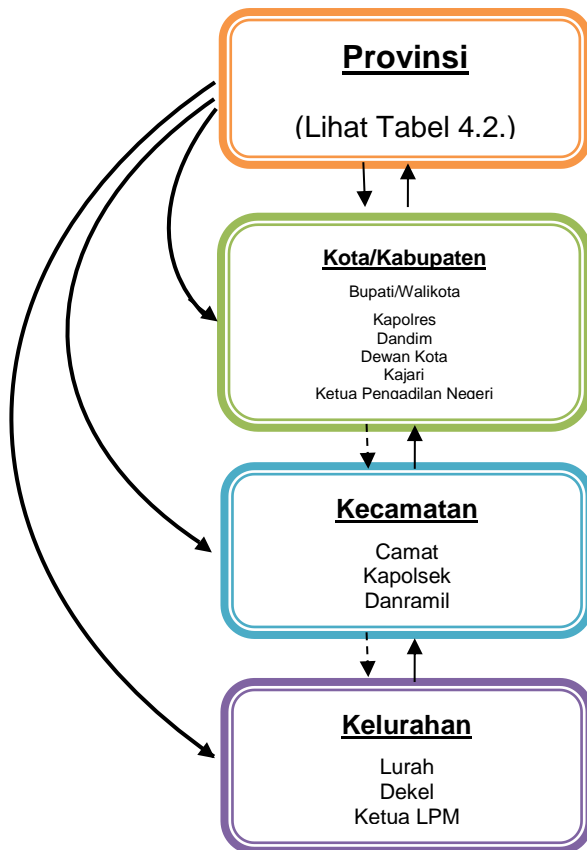 Provinsi
(Lihat Tabel 4.2.)
Kota/Kabupaten
Bupati/Walikota
Kapolres
Dandim
Dewan Kota
Kajari
Ketua Pengadilan Negeri
Kecamatan
Camat
Kapolsek
Danramil
Kelurahan
Lurah
Dekel
Ketua LPM